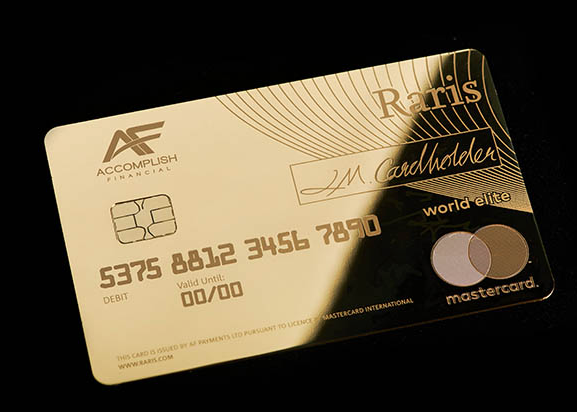 Raris
AF
ACCOMPLISH
FINANCIAL
J.M. Cardholder
world elite
5375 8812 3456 7890
DEBIT
Valid Until:
00/00
mastercard.
THIS CARD IS ISSUED BY AF PAYMENTS LTD PURSUANT TO LICENCE BY MASTERCARD INTERNATIONAL
WWW.RARIS.COM